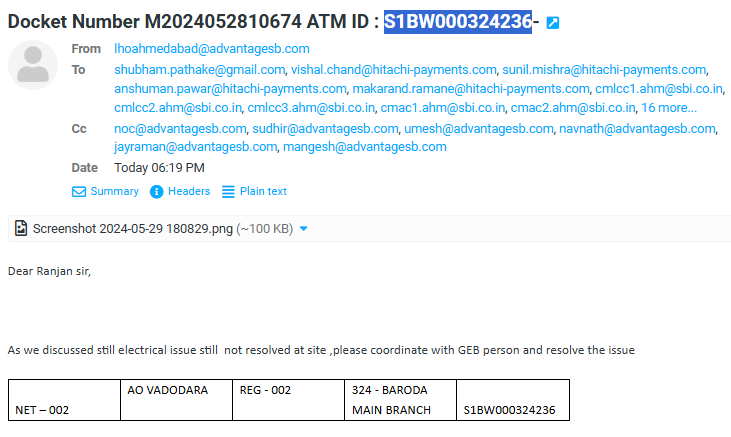 Docket Number M2024052810674 ATM ID : S1BW000324236-
From lhoahmedabad@advantagesb.com
To shubham.pathake@gmail.com, vishal.chand@hitachi-payments.com, sunil.mishra@hitachi-payments.com,
anshuman.pawar@hitachi-payments.com, makarand.ramane@hitachi-payments.com, cmlcc1.ahm@sbi.co.in,
cmlcc2.ahm@sbi.co.in, cmlcc3.ahm@sbi.co.in, cmac1.ahm@sbi.co.in, cmac2.ahm@sbi.co.in, 16 more...
Cc noc@advantagesb.com, sudhir@advantagesb.com, umesh@advantagesb.com, navnath@advantagesb.com,
jayraman@advantagesb.com, mangesh@advantagesb.com
Date Today 06:19 PM
Summary Headers Plain text
Screenshot 2024-05-29 180829.png (~100 KB)
Dear Ranjan sir,
As we discussed still electrical issue still not resolved at site ,please coordinate with GEB person and resolve the issue
AO VADODARA REG - 002 324 - BARODA
NET – 002 MAIN BRANCH S1BW000324236